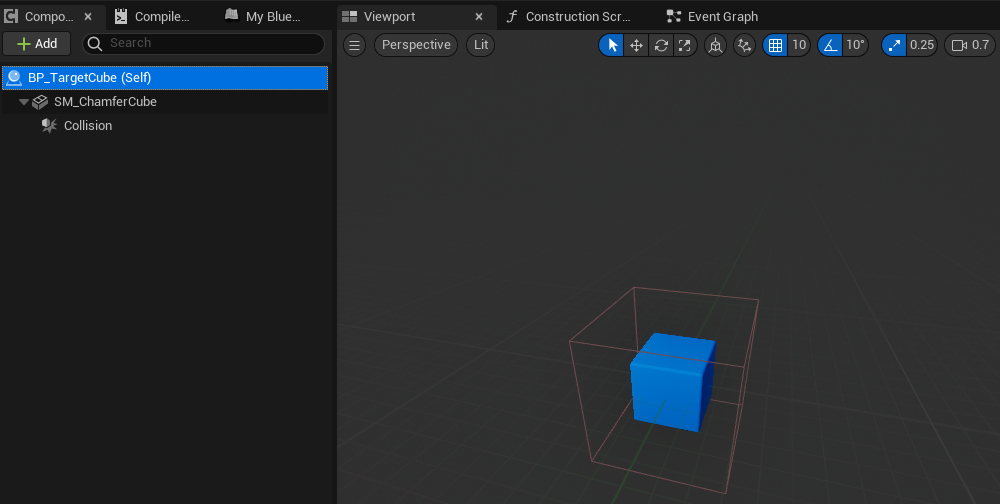 Compo...
Compile...
My Blue...
Viewport
Construction Scr...
Event Graph
Add
Search
Perspective
Lit
10
10°
0.25
0.7
BP_TargetCube (Self)
SM_ChamferCube
Collision